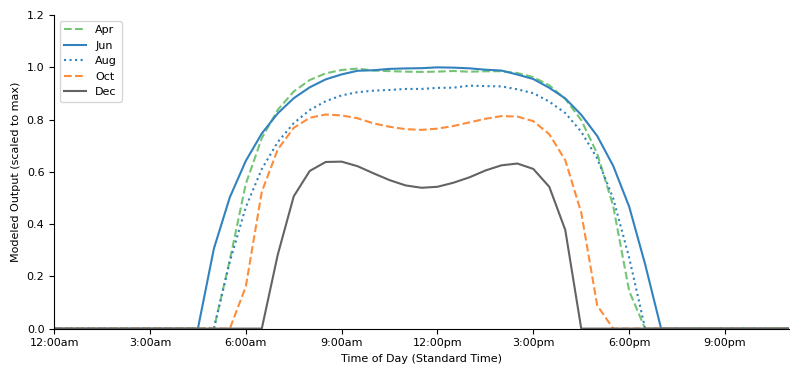 1.2
1.0
0.8
0.6
0.4
0.2
0.0
Modeled Output (scaled to max)
Apr
Jun
Aug
Oct
Dec
12:00am 3:00am 6:00am 9:00am 12:00pm 3:00pm 6:00pm 9:00pm
Time of Day (Standard Time)